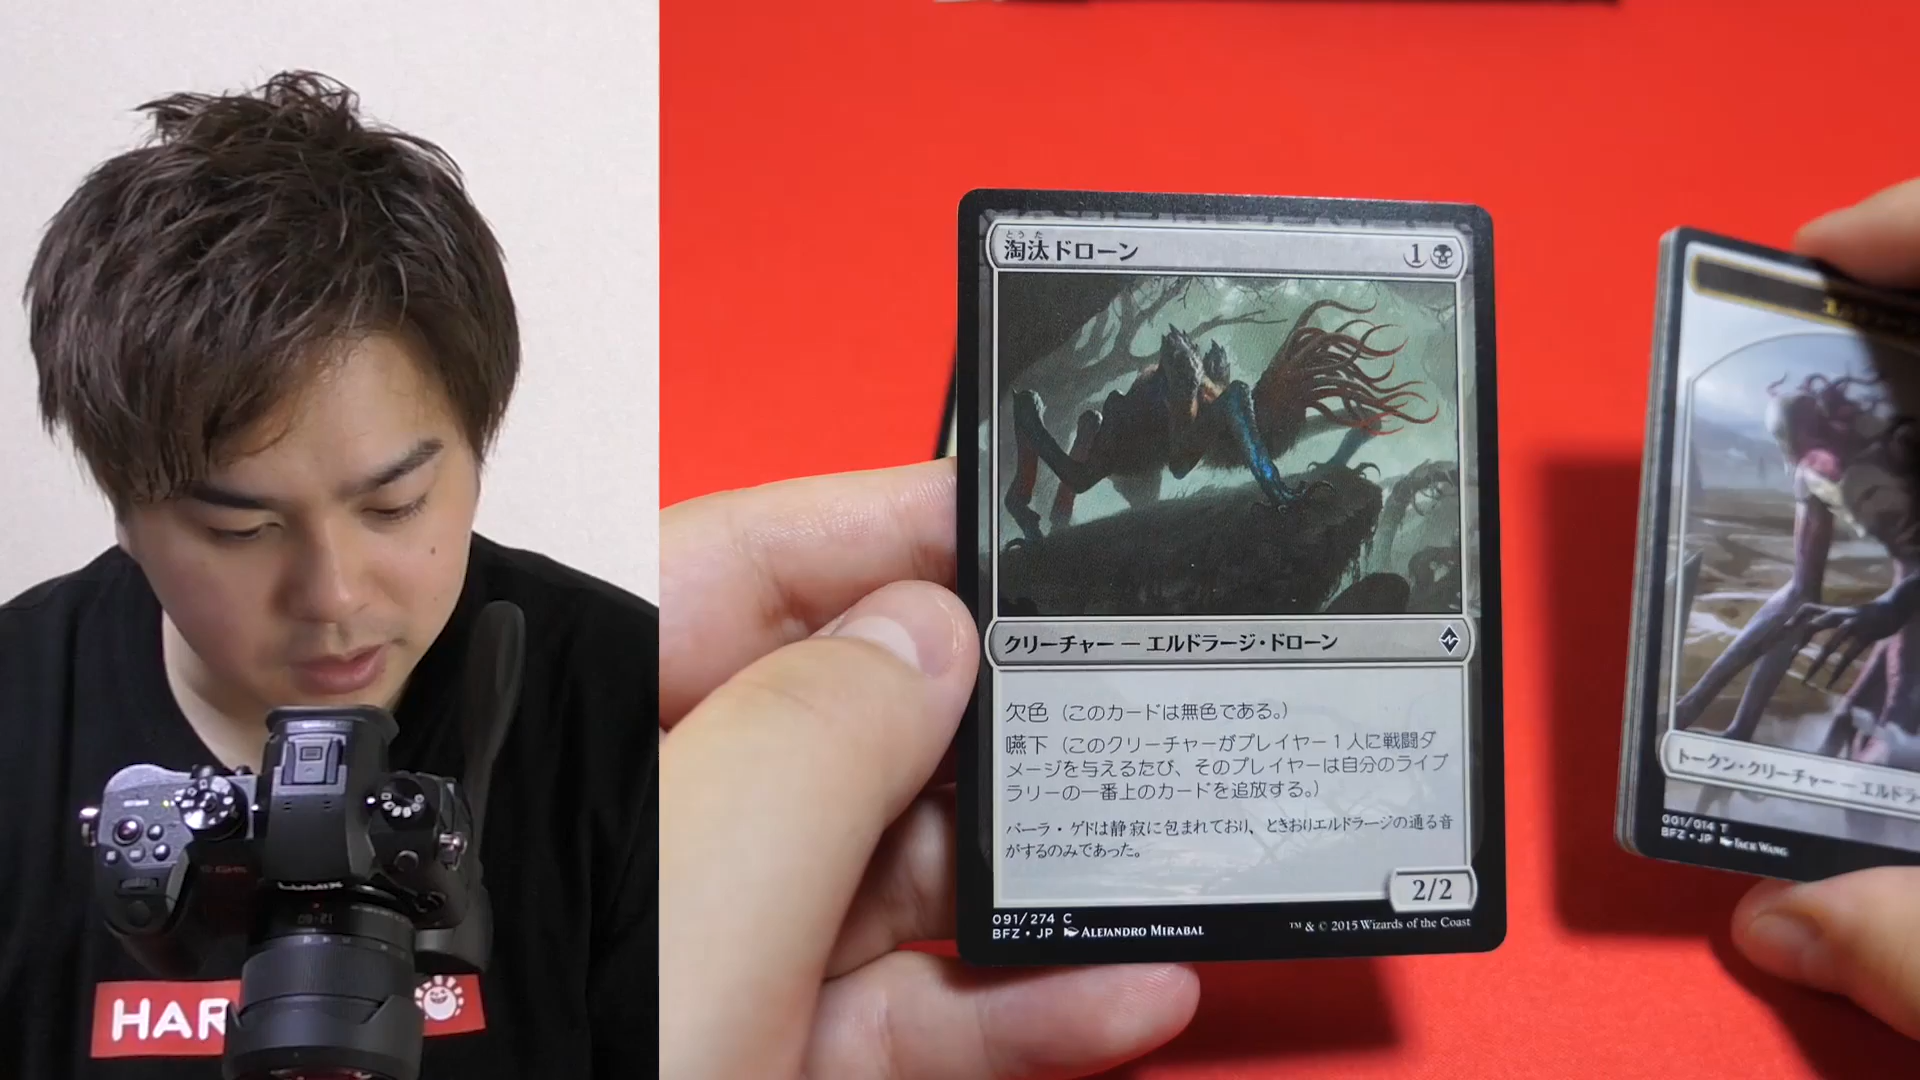 とうた
淘汰ドローン
1
クリーチャー — エルドラージ・ドローン
欠色（このカードは無色である。）
嚥下（このクリーチャーがプレイヤー１人に戦闘ダ
メージを与えるたび、そのプレイヤーは自分のライブ
ラリーの一番上のカードを追放する。）
バーラ・ゲドは静寂に包まれており、ときおりエルドラージの通る音
がするのみであった。
2/2
091/274 C
BFZ • JP ALEJANDRO MIRABAL
™ & © 2015 Wizards of the Coast
トークン・クリーチャー — エルドラ
001/014 T
BFZ • JP JACK WANG
LUMIX
12-60
HAR